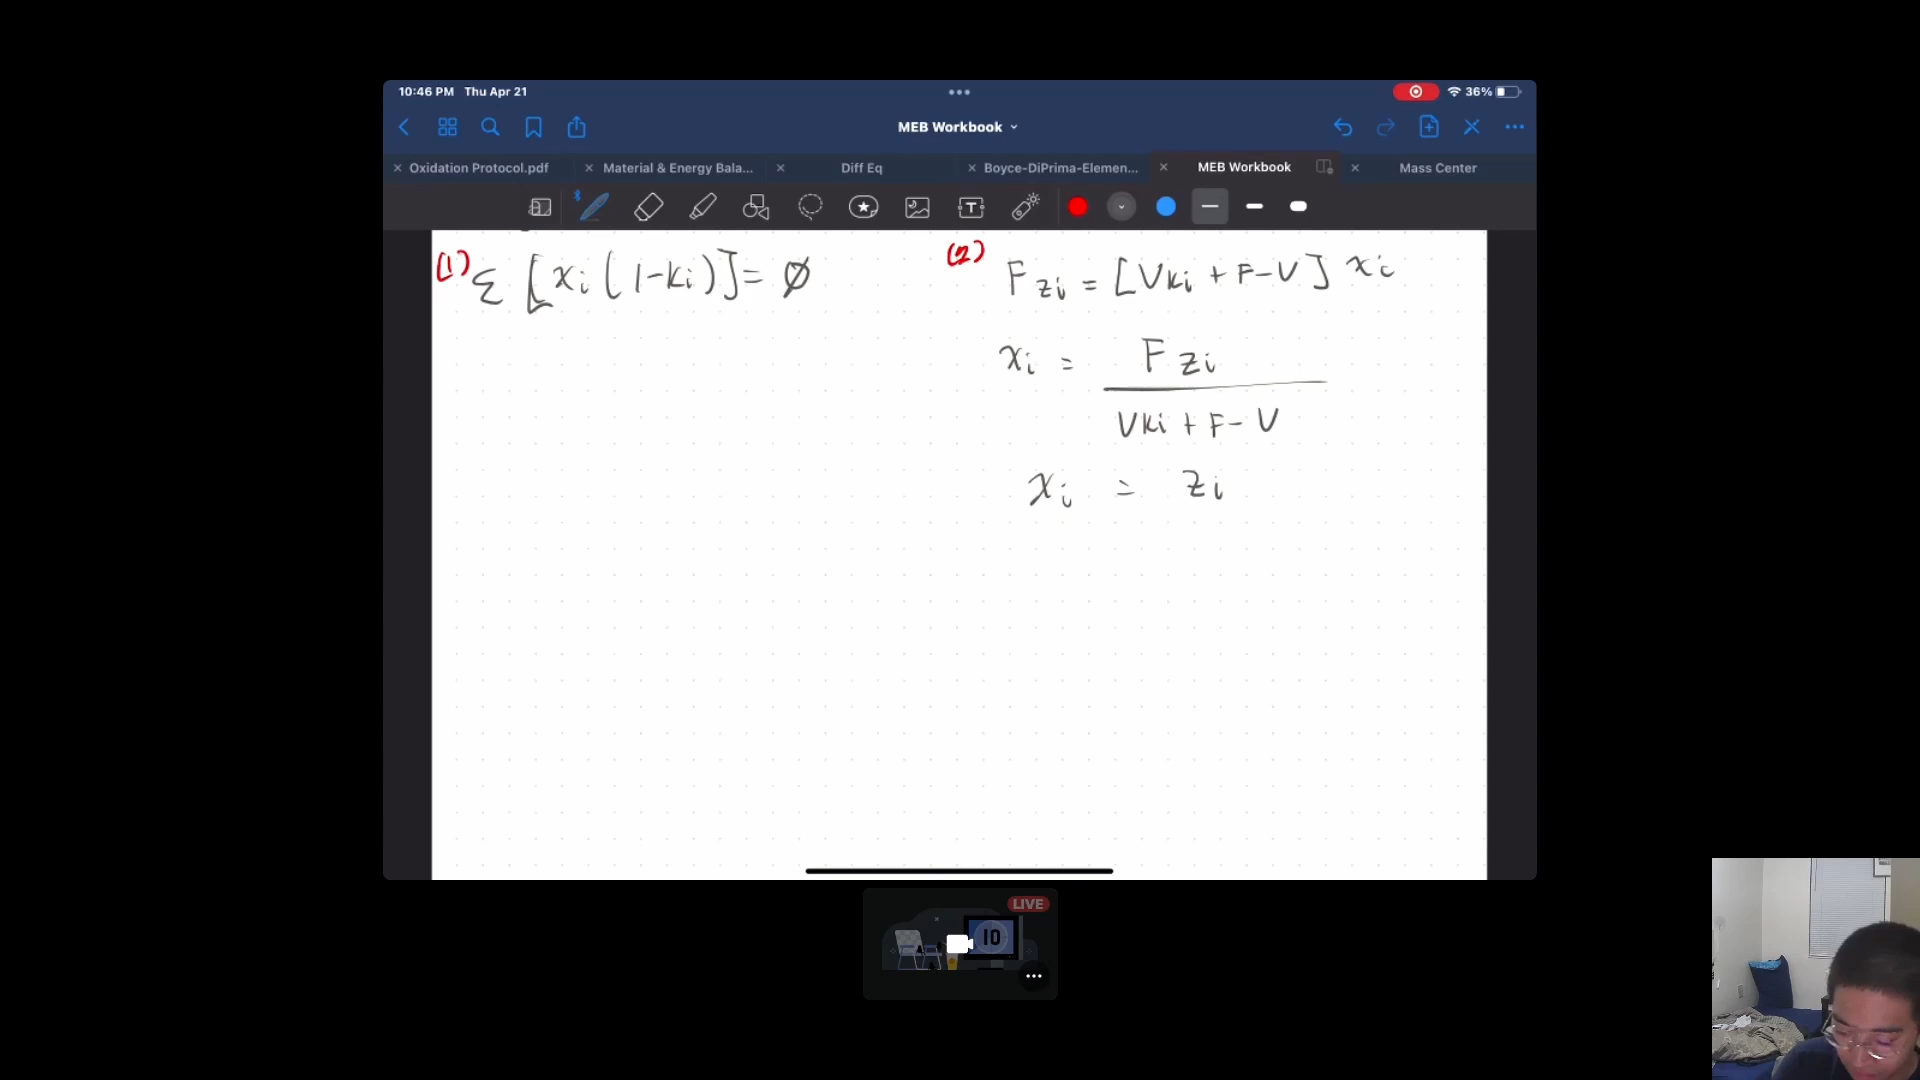 10:46 PM Thu Apr 21
36%
MEB Workbook
Oxidation Protocol.pdf
Material & Energy Bala...
Diff Eq
Boyce-DiPrima-Elemen...
MEB Workbook
Mass Center
T
(1) Σ [xi(1-ki)] = ∅
(2) Fzi = [Vki + F-V] xi
xi = Fzi
Vki + F - V
xi = zi
LIVE
10